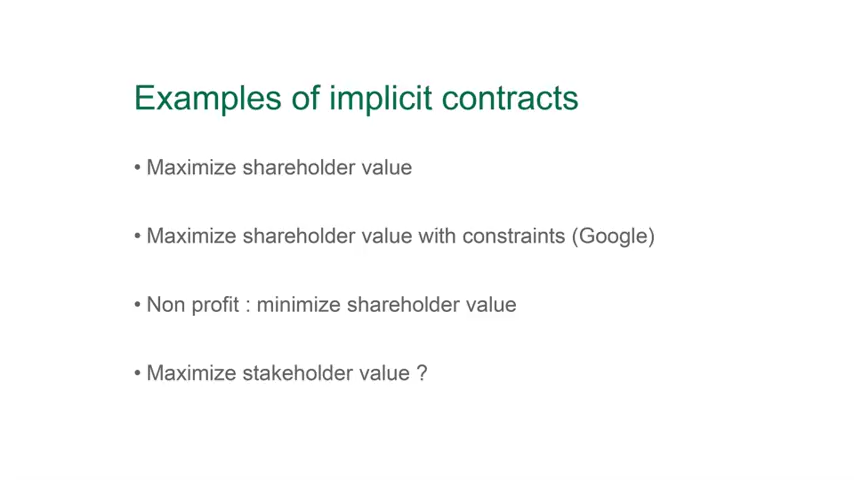 Examples of implicit contracts
• Maximize shareholder value
• Maximize shareholder value with constraints (Google)
• Non profit : minimize shareholder value
• Maximize stakeholder value ?